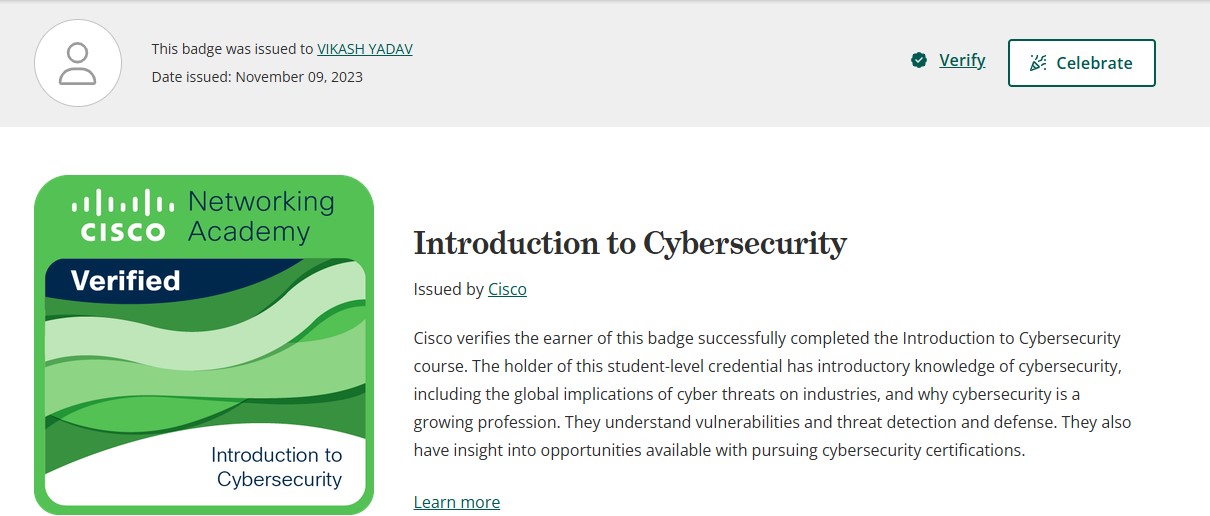 This badge was issued to VIKASH YADAV
Date issued: November 09, 2023
Verify
Celebrate
CISCO
Networking
Academy
Verified
Introduction to
Cybersecurity
Introduction to Cybersecurity
Issued by Cisco
Cisco verifies the earner of this badge successfully completed the Introduction to Cybersecurity
course. The holder of this student-level credential has introductory knowledge of cybersecurity,
including the global implications of cyber threats on industries, and why cybersecurity is a
growing profession. They understand vulnerabilities and threat detection and defense. They also
have insight into opportunities available with pursuing cybersecurity certifications.
Learn more